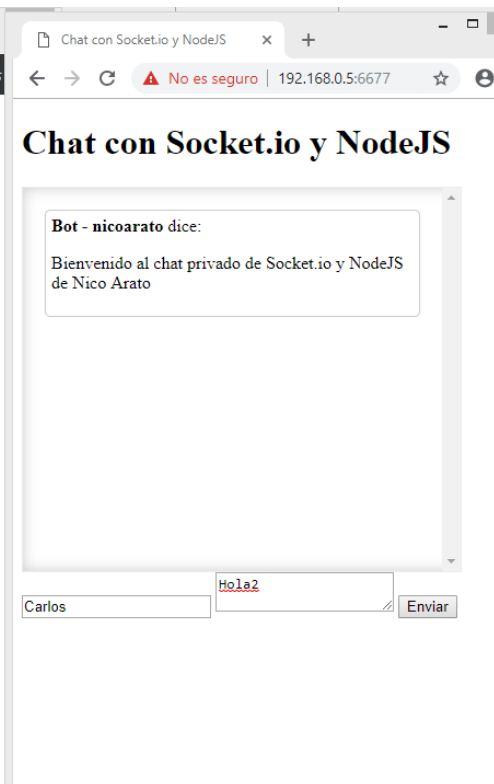 Chat con Socket.io y NodeJS
No es seguro | 192.168.0.5:6677
Chat con Socket.io y NodeJS
Bot - nicoarato dice:
Bienvenido al chat privado de Socket.io y NodeJS
de Nico Arato
Hola2
Carlos
Enviar